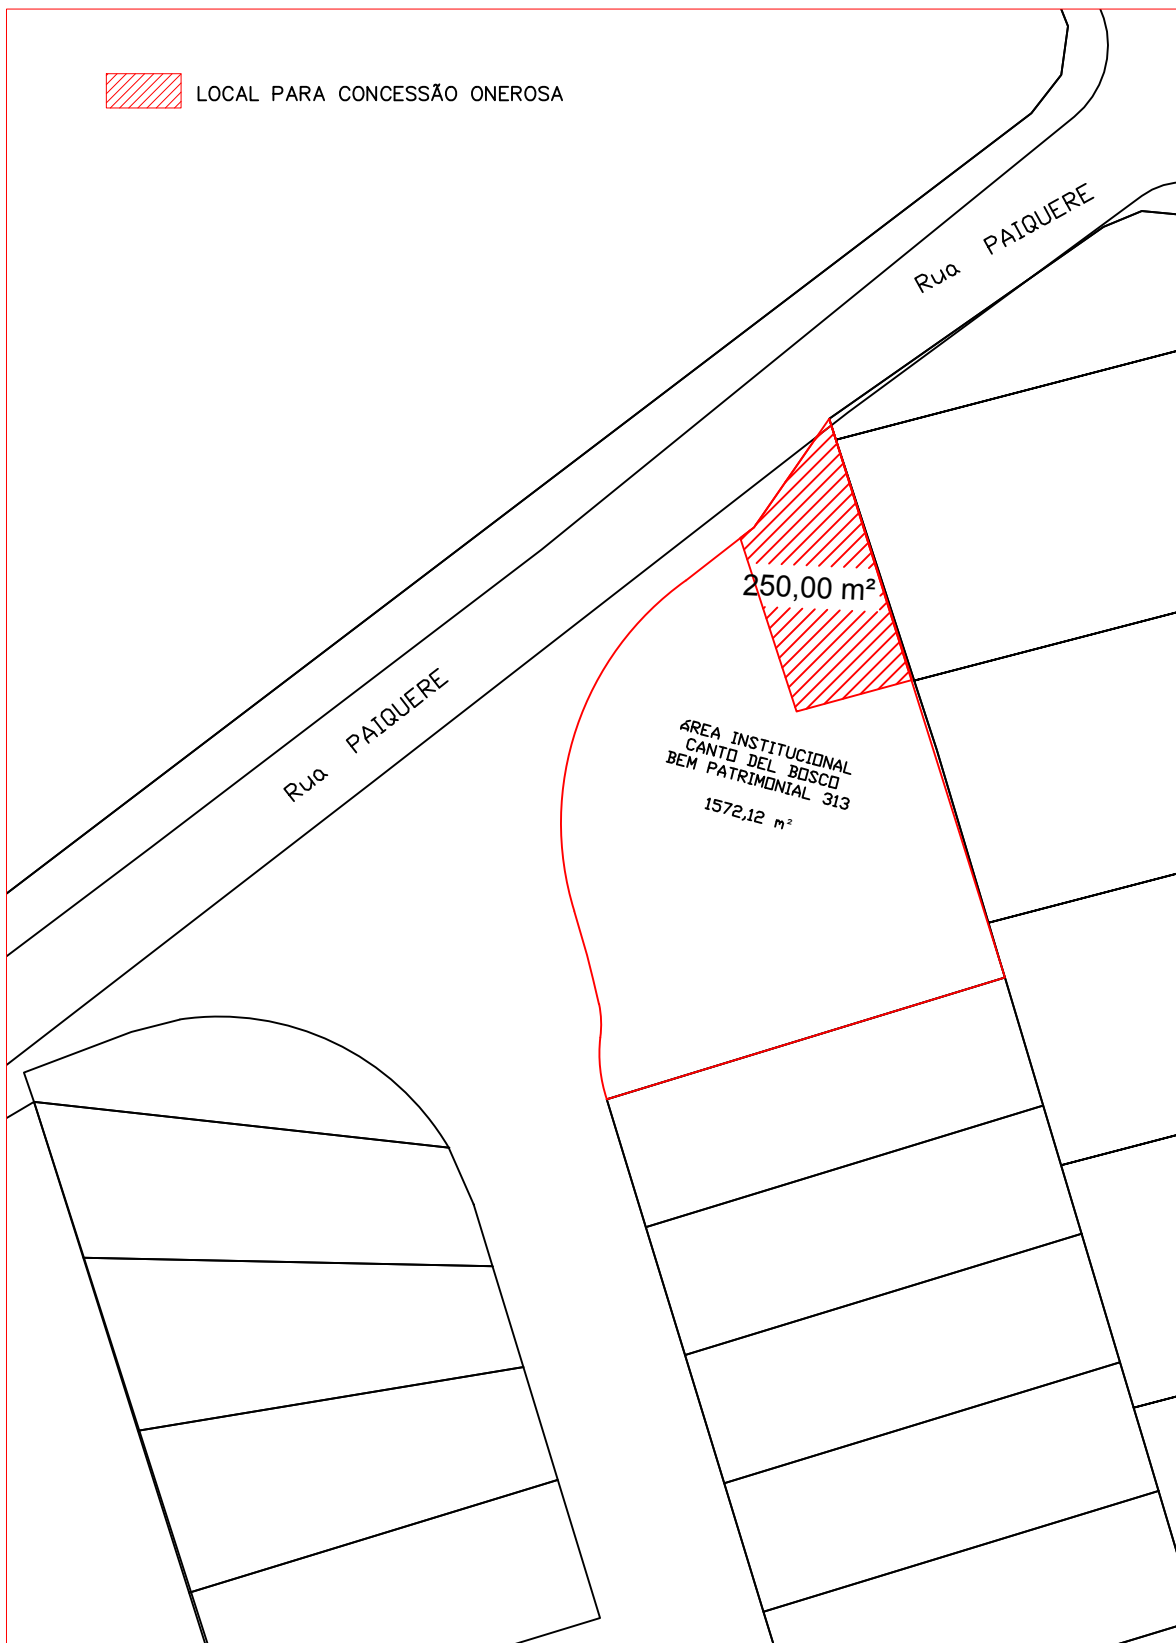 LOCAL PARA CONCESSÃO ONEROSA
Rua PAIQUERE
250,00 m²
Rua PAIQUERE
ÁREA INSTITUCIONAL
CANTO DEL BOSCO
BEM PATRIMONIAL 313
1572,12 m²